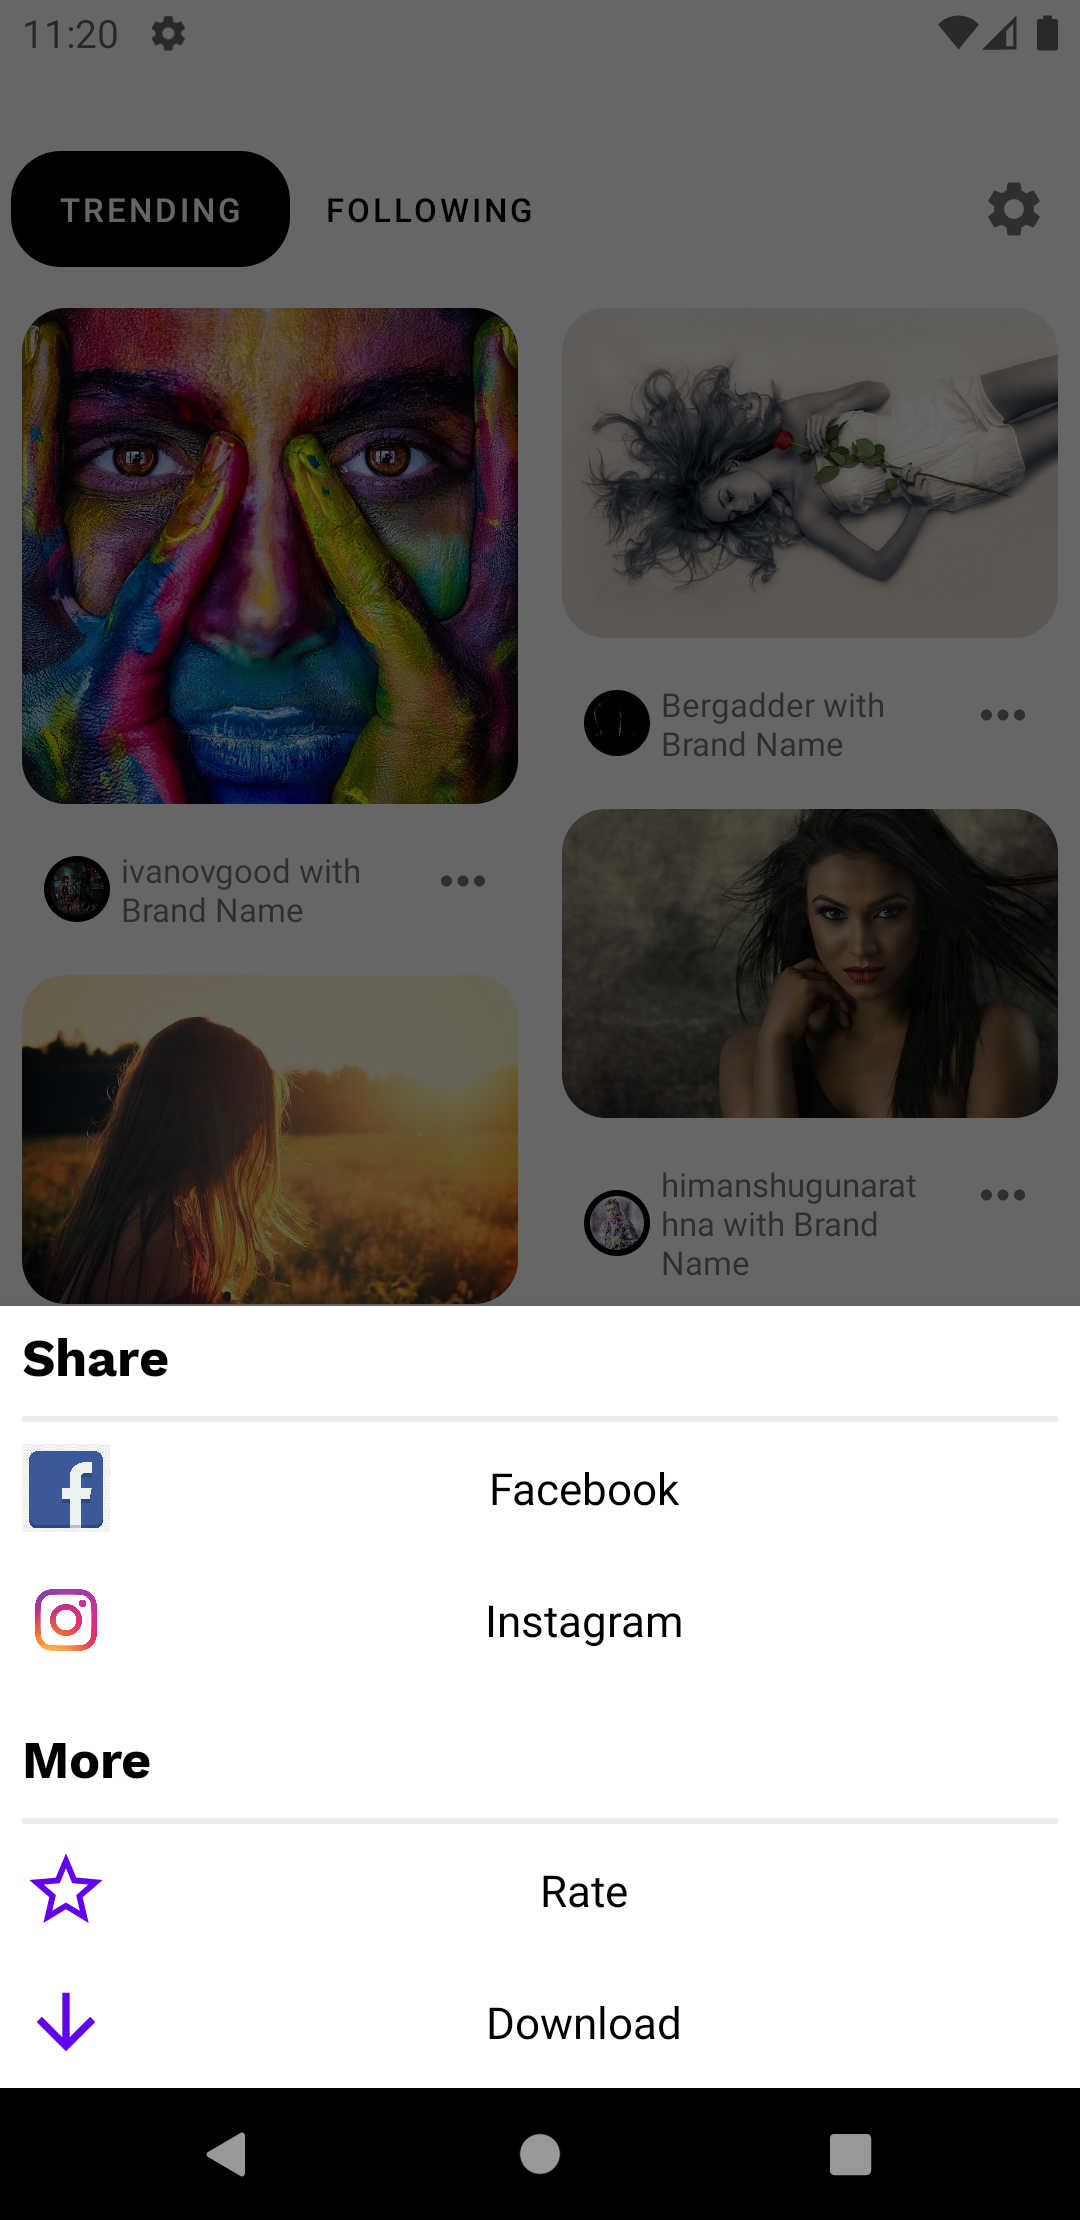 11:20
TRENDING
FOLLOWING
Bergadder with
Brand Name
ivanovgood with
Brand Name
himanshugunarat
hna with Brand
Name
Share
Facebook
Instagram
More
Rate
Download